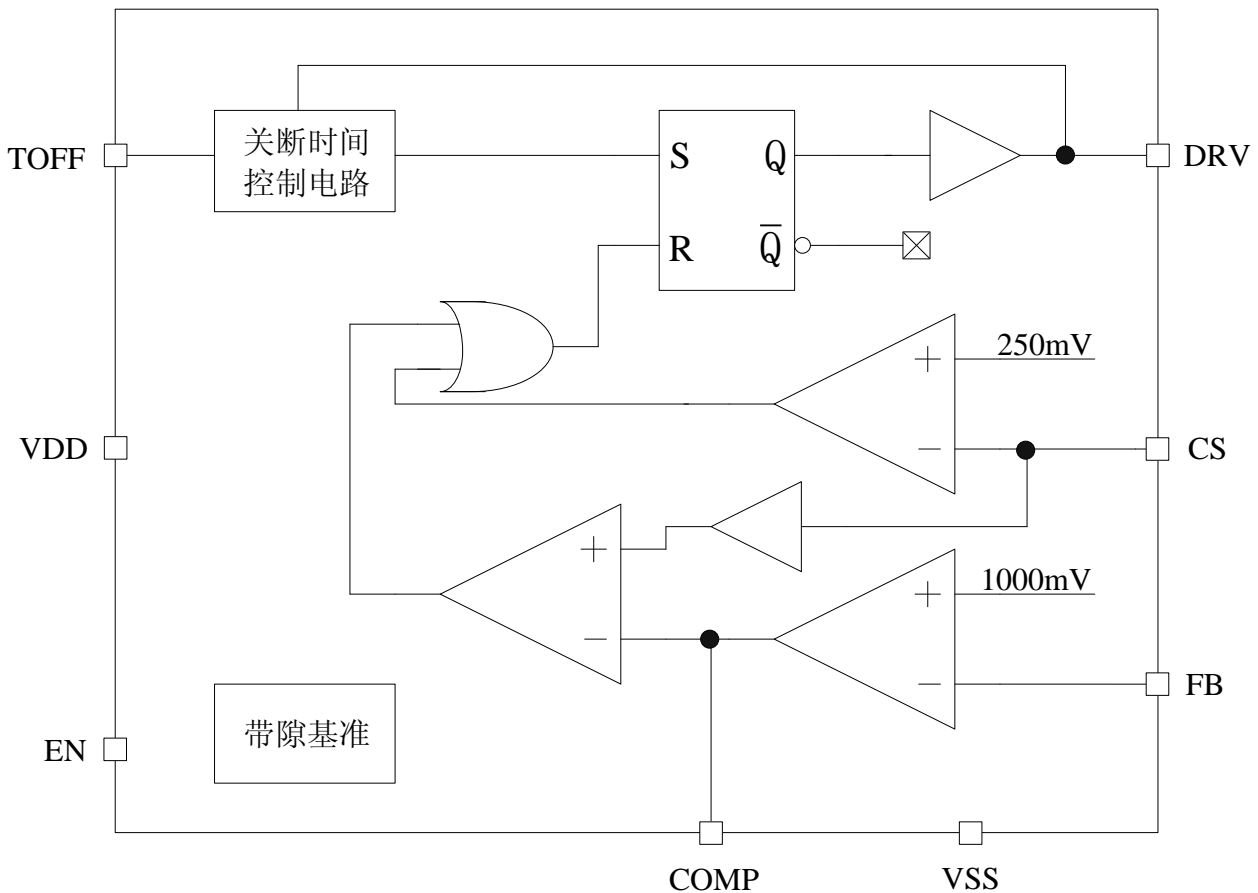 关断时间
控制电路
TOFF
S
Q
DRV
R
Q̅
+
250mV
VDD
−
CS
+
+
1000mV
−
−
FB
带隙基准
EN
COMP
VSS